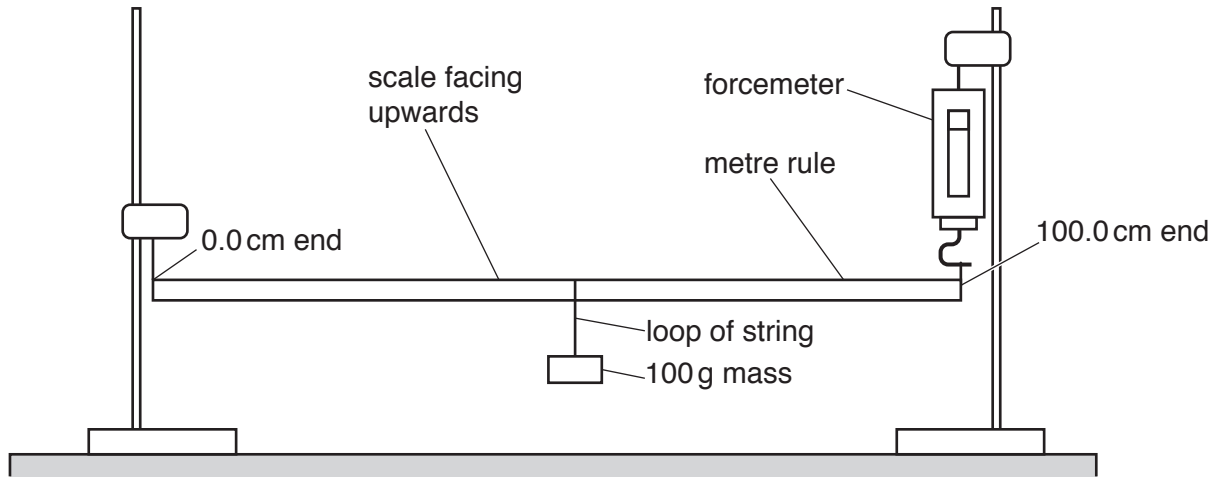 scale facing
upwards
forcemeter
metre rule
0.0 cm end
100.0 cm end
loop of string
100 g mass